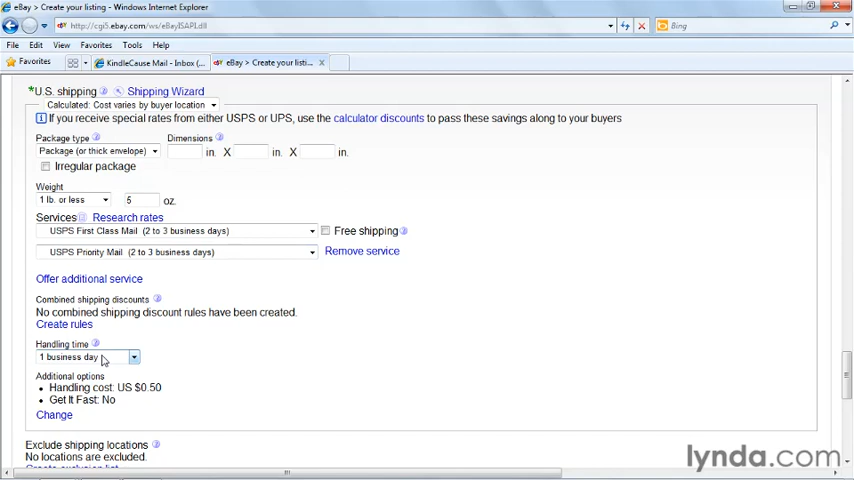 eBay > Create your listing - Windows Internet Explorer
http://cgi5.ebay.com/ws/eBayISAPI.dll
Bing
File Edit View Favorites Tools Help
Favorites KindleCause Mail - Inbox ( eBay > Create your listi... x
*U.S. shipping Shipping Wizard
Calculated: Cost varies by buyer location
If you receive special rates from either USPS or UPS, use the calculator discounts to pass these savings along to your buyers
Package type Dimensions
Package (or thick envelope) in. X in. X in.
Irregular package
Weight
1 lb. or less 5 oz.
Services Research rates
USPS First Class Mail (2 to 3 business days) Free shipping
USPS Priority Mail (2 to 3 business days) Remove service
Offer additional service
Combined shipping discounts
No combined shipping discount rules have been created.
Create rules
Handling time
1 business day
Additional options
• Handling cost: US $0.50
• Get It Fast: No
Change
Exclude shipping locations
No locations are excluded.
Create exclusion list
lynda.com